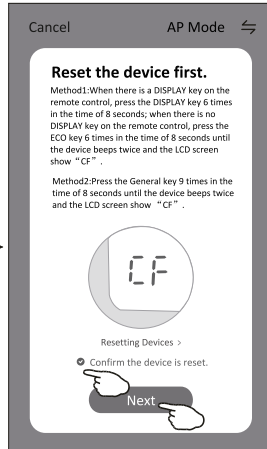 Cancel AP Mode
Reset the device first.
Method1:When there is a DISPLAY key on the
remote control, press the DISPLAY key 6 times
in the time of 8 seconds; when there is no
DISPLAY key on the remote control, press the
ECO key 6 times in the time of 8 seconds until
the device beeps twice and the LCD screen
show “CF”.
Method2:Press the General key 9 times in the
time of 8 seconds until the device beeps twice
and the LCD screen show “CF”.
CF
Resetting Devices >
Confirm the device is reset.
Next